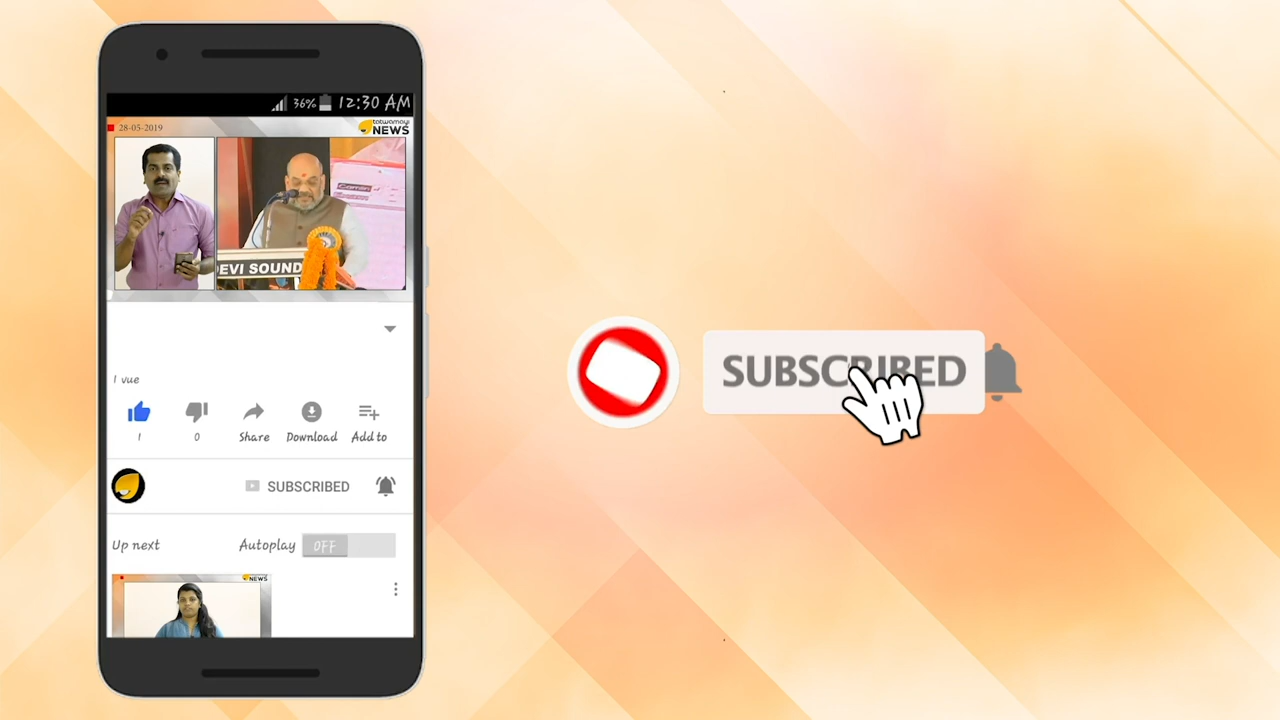 36% 12:30 AM
28-05-2019
tatwamayi
NEWS
DEVI SOUND
1 vue
1
0
Share
Download
Add to
SUBSCRIBED
Up next
Autoplay
OFF
NEWS
SUBSCRIBED